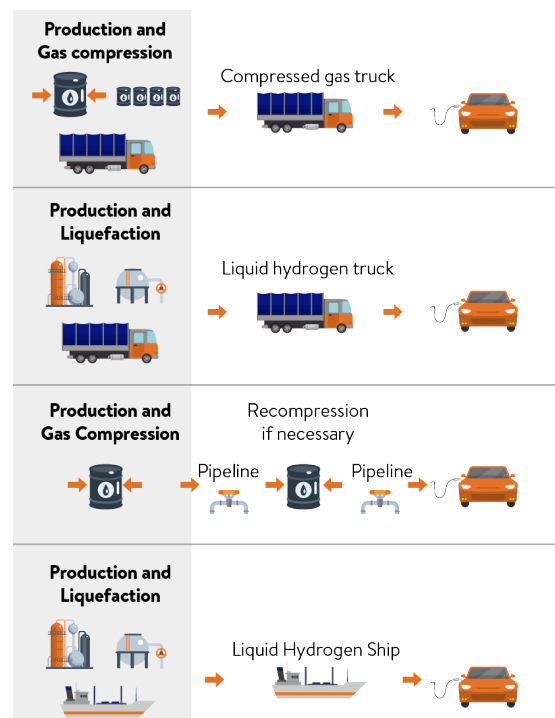 Production and
Gas compression
Compressed gas truck
Production and
Liquefaction
Liquid hydrogen truck
Production and
Gas Compression
Recompression
if necessary
Pipeline
Pipeline
Production and
Liquefaction
Liquid Hydrogen Ship